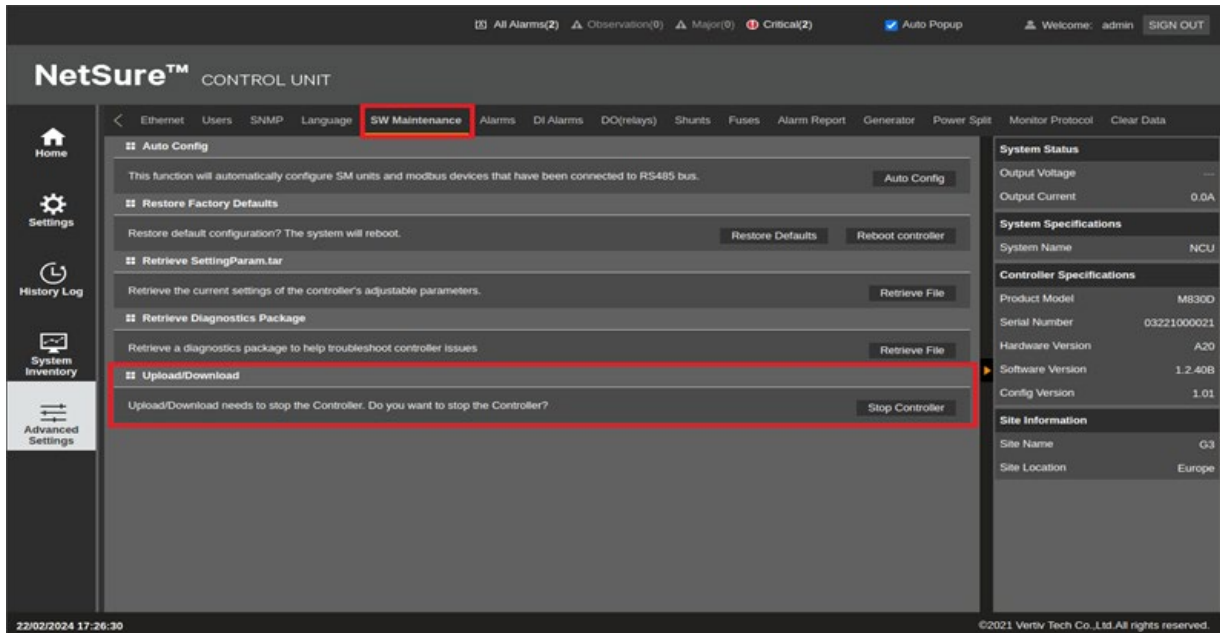 All Alarms(2) Observation(0) Major(0) Critical(2) Auto Popup Welcome: admin SIGN OUT
NetSure™ CONTROL UNIT
Ethernet Users SNMP Language SW Maintenance Alarms DI Alarms DO(relays) Shunts Fuses Alarm Report Generator Power Split Monitor Protocol Clear Data
Home
Settings
History Log
System
Inventory
Advanced
Settings
Auto Config
This function will automatically configure SM units and modbus devices that have been connected to RS485 bus. Auto Config
Restore Factory Defaults
Restore default configuration? The system will reboot. Restore Defaults Reboot controller
Retrieve SettingParam.tar
Retrieve the current settings of the controller's adjustable parameters. Retrieve File
Retrieve Diagnostics Package
Retrieve a diagnostics package to help troubleshoot controller issues Retrieve File
Upload/Download
Upload/Download needs to stop the Controller. Do you want to stop the Controller? Stop Controller
System Status
Output Voltage ---
Output Current 0.0A
System Specifications
System Name NCU
Controller Specifications
Product Model M830D
Serial Number 03221000021
Hardware Version A20
Software Version 1.2.40B
Config Version 1.01
Site Information
Site Name G3
Site Location Europe
22/02/2024 17:26:30 ©2021 Vertiv Tech Co.,Ltd.All rights reserved.